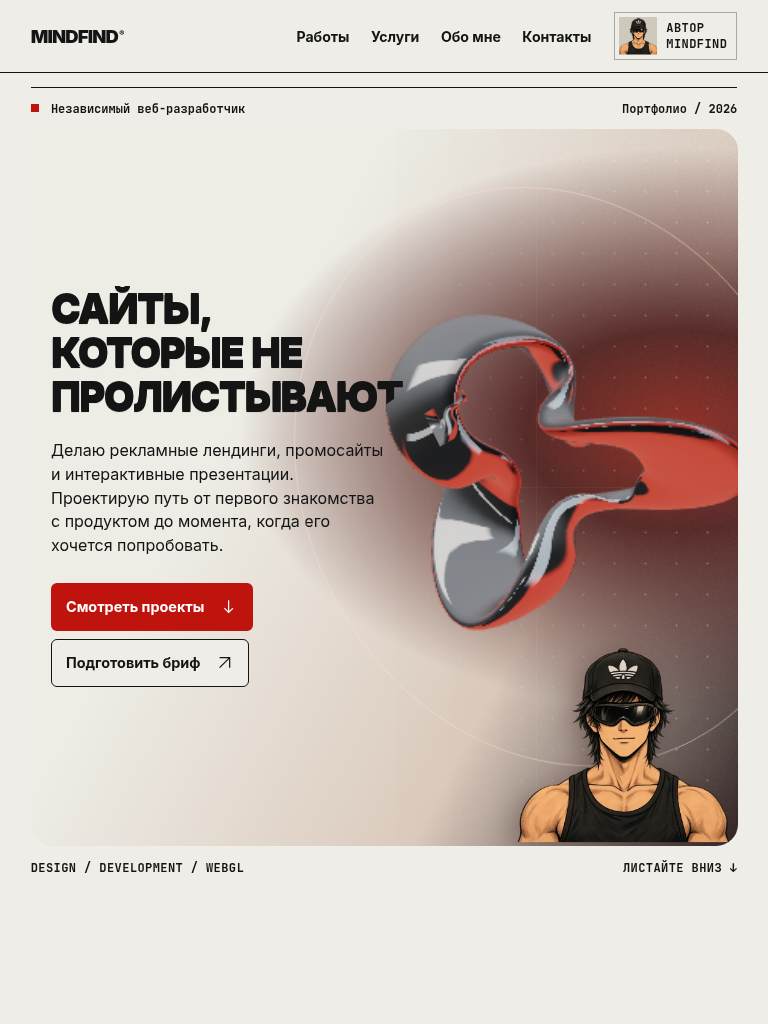 MINDFIND®
Работы Услуги Обо мне Контакты
АВТОР
MINDFIND
Независимый веб-разработчик
Портфолио / 2026
САЙТЫ,
КОТОРЫЕ НЕ
ПРОЛИСТЫВАЮТ
Делаю рекламные лендинги, промосайты
и интерактивные презентации.
Проектирую путь от первого знакомства
с продуктом до момента, когда его
хочется попробовать.
Смотреть проекты ↓
Подготовить бриф ↗
DESIGN / DEVELOPMENT / WEBGL
ЛИСТАЙТЕ ВНИЗ ↓